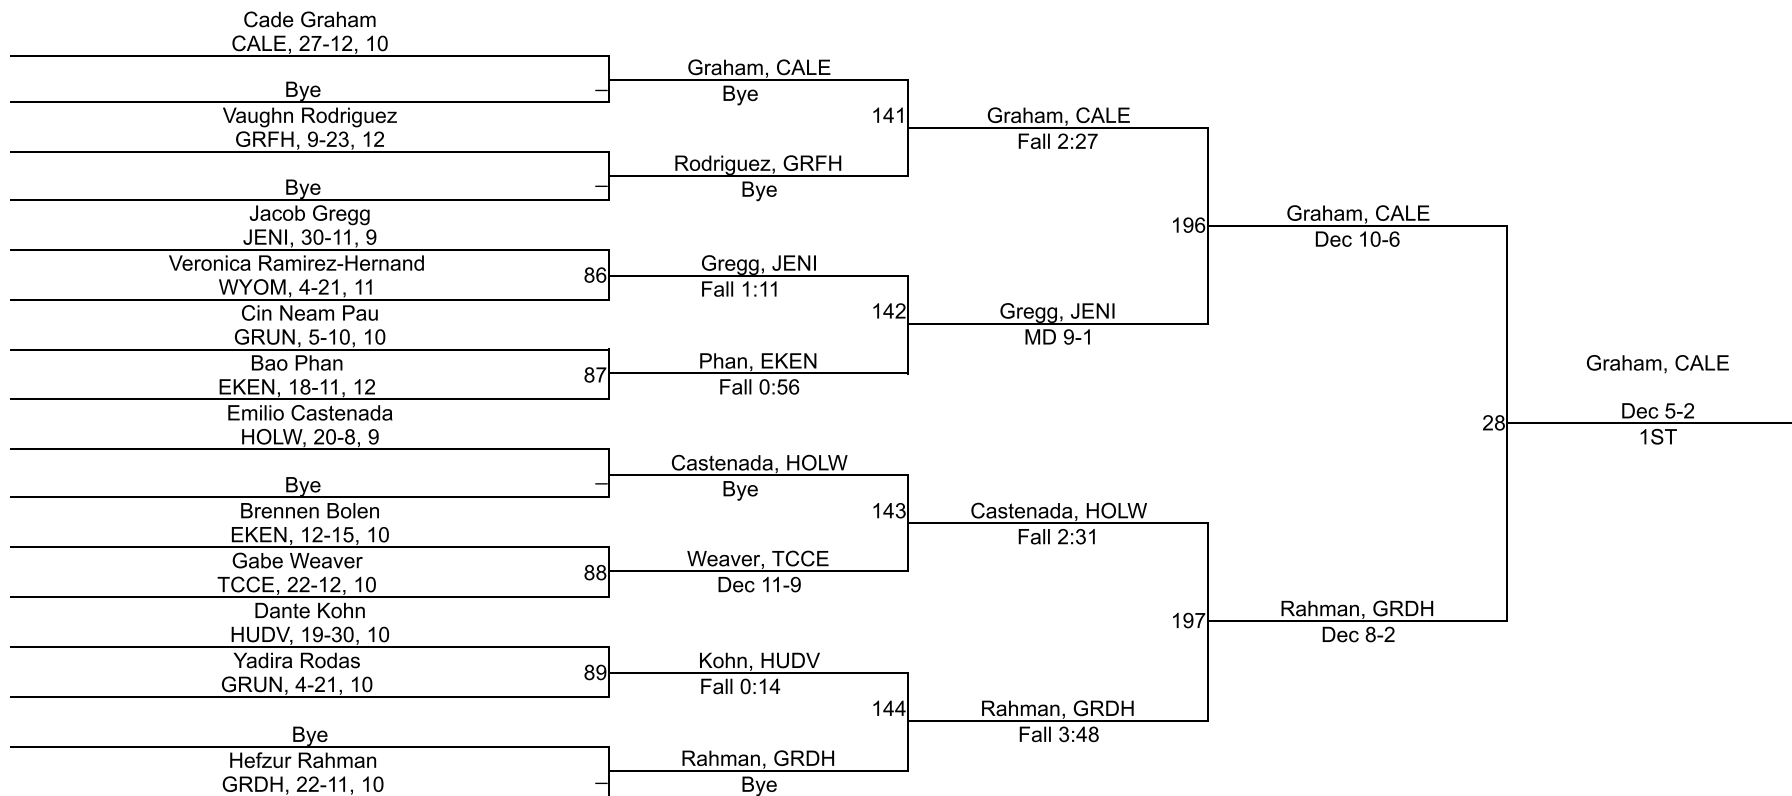 Cade Graham
CALE, 27-12, 10
Bye
–
Vaughn Rodriguez
GRFH, 9-23, 12
Bye
–
Jacob Gregg
JENI, 30-11, 9
Veronica Ramirez-Hernand
WYOM, 4-21, 11
86
Cin Neam Pau
GRUN, 5-10, 10
Bao Phan
EKEN, 18-11, 12
87
Emilio Castenada
HOLW, 20-8, 9
Bye
–
Brennen Bolen
EKEN, 12-15, 10
Gabe Weaver
TCCE, 22-12, 10
88
Dante Kohn
HUDV, 19-30, 10
Yadira Rodas
GRUN, 4-21, 10
89
Bye
Hefzur Rahman
GRDH, 22-11, 10
–
Graham, CALE
Bye
141
Rodriguez, GRFH
Bye
Gregg, JENI
Fall 1:11
142
Phan, EKEN
Fall 0:56
Castenada, HOLW
Bye
143
Weaver, TCCE
Dec 11-9
Kohn, HUDV
Fall 0:14
144
Rahman, GRDH
Bye
Graham, CALE
Fall 2:27
196
Gregg, JENI
MD 9-1
Castenada, HOLW
Fall 2:31
197
Rahman, GRDH
Fall 3:48
Graham, CALE
Dec 10-6
28
Rahman, GRDH
Dec 8-2
Graham, CALE
Dec 5-2
1ST